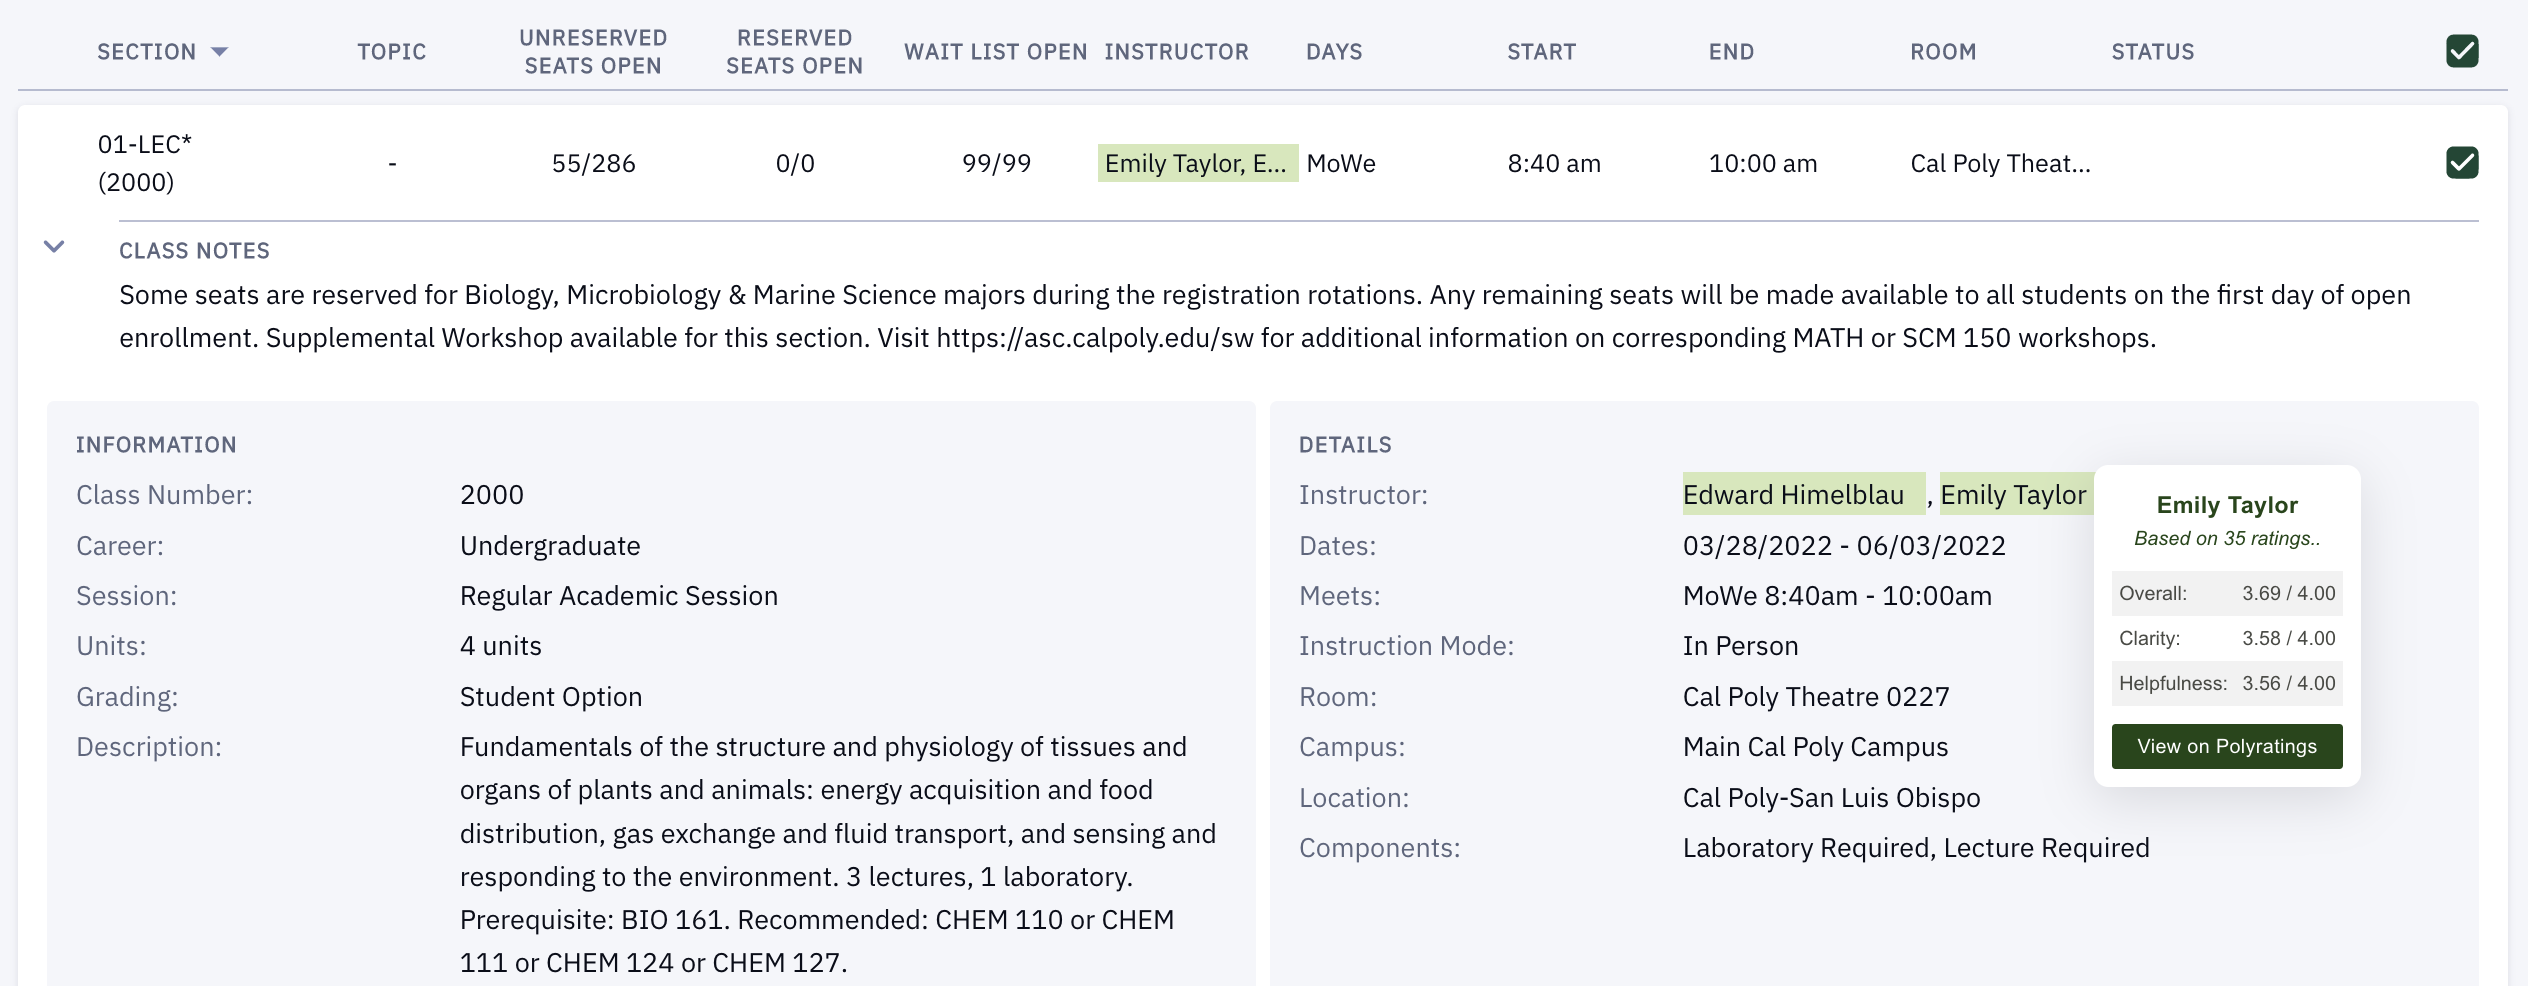 SECTION TOPIC UNRESERVED SEATS OPEN RESERVED SEATS OPEN WAIT LIST OPEN INSTRUCTOR DAYS START END ROOM STATUS
01-LEC* (2000) - 55/286 0/0 99/99 Emily Taylor, E... MoWe 8:40 am 10:00 am Cal Poly Theat...
CLASS NOTES
Some seats are reserved for Biology, Microbiology & Marine Science majors during the registration rotations. Any remaining seats will be made available to all students on the first day of open
enrollment. Supplemental Workshop available for this section. Visit https://asc.calpoly.edu/sw for additional information on corresponding MATH or SCM 150 workshops.
INFORMATION
Class Number: 2000
Career: Undergraduate
Session: Regular Academic Session
Units: 4 units
Grading: Student Option
Description: Fundamentals of the structure and physiology of tissues and
organs of plants and animals: energy acquisition and food
distribution, gas exchange and fluid transport, and sensing and
responding to the environment. 3 lectures, 1 laboratory.
Prerequisite: BIO 161. Recommended: CHEM 110 or CHEM
111 or CHEM 124 or CHEM 127.
DETAILS
Instructor: Edward Himelblau , Emily Taylor
Dates: 03/28/2022 - 06/03/2022
Meets: MoWe 8:40am - 10:00am
Instruction Mode: In Person
Room: Cal Poly Theatre 0227
Campus: Main Cal Poly Campus
Location: Cal Poly-San Luis Obispo
Components: Laboratory Required, Lecture Required
Emily Taylor
Based on 35 ratings..
Overall: 3.69 / 4.00
Clarity: 3.58 / 4.00
Helpfulness: 3.56 / 4.00
View on Polyratings